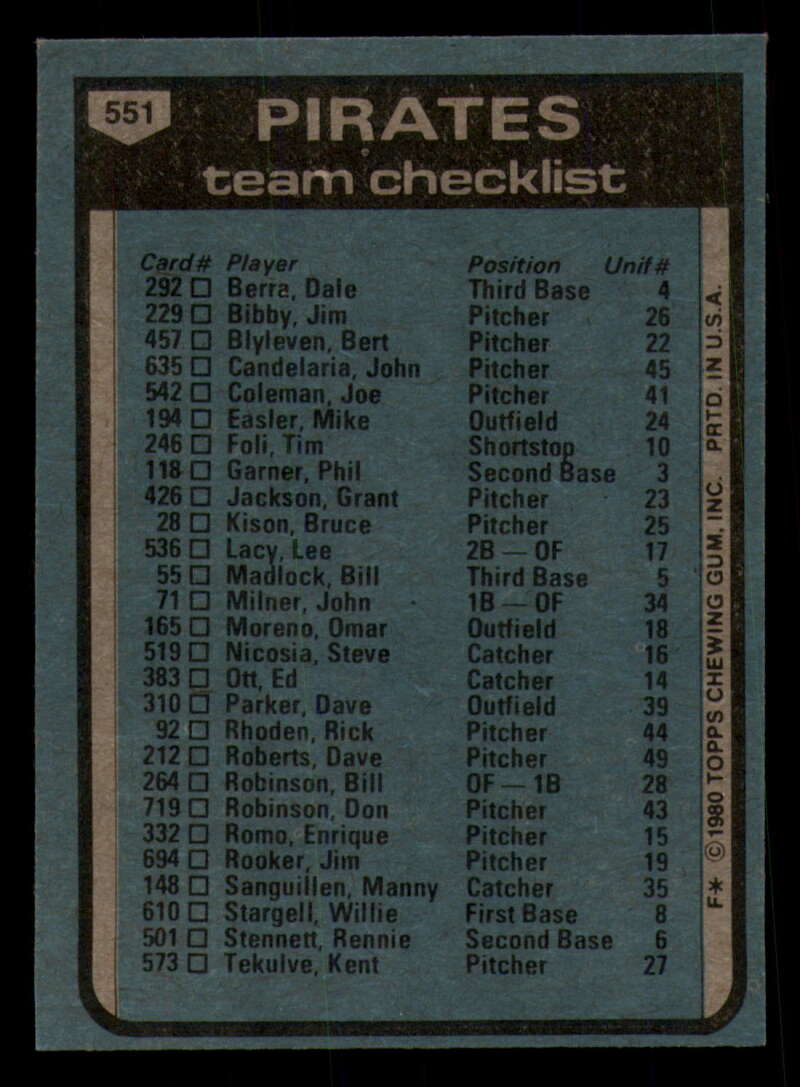 551
PIRATES
team checklist
Card# Player Position Unif#
292 □ Berra, Dale Third Base 4
229 □ Bibby, Jim Pitcher 26
457 □ Blyleven, Bert Pitcher 22
635 □ Candelaria, John Pitcher 45
542 □ Coleman, Joe Pitcher 41
194 □ Easler, Mike Outfield 24
246 □ Foli, Tim Shortstop 10
118 □ Garner, Phil Second Base 3
426 □ Jackson, Grant Pitcher 23
28 □ Kison, Bruce Pitcher 25
536 □ Lacy, Lee 2B — OF 17
55 □ Madlock, Bill Third Base 5
71 □ Milner, John 1B — OF 34
165 □ Moreno, Omar Outfield 18
519 □ Nicosia, Steve Catcher 16
383 □ Ott, Ed Catcher 14
310 □ Parker, Dave Outfield 39
92 □ Rhoden, Rick Pitcher 44
212 □ Roberts, Dave Pitcher 49
264 □ Robinson, Bill OF — 1B 28
719 □ Robinson, Don Pitcher 43
332 □ Romo, Enrique Pitcher 15
694 □ Rooker, Jim Pitcher 19
148 □ Sanguillen, Manny Catcher 35
610 □ Stargell, Willie First Base 8
501 □ Stennett, Rennie Second Base 6
573 □ Tekulve, Kent Pitcher 27
F* ©1980 TOPPS CHEWING GUM, INC. PRTD. IN U.S.A.